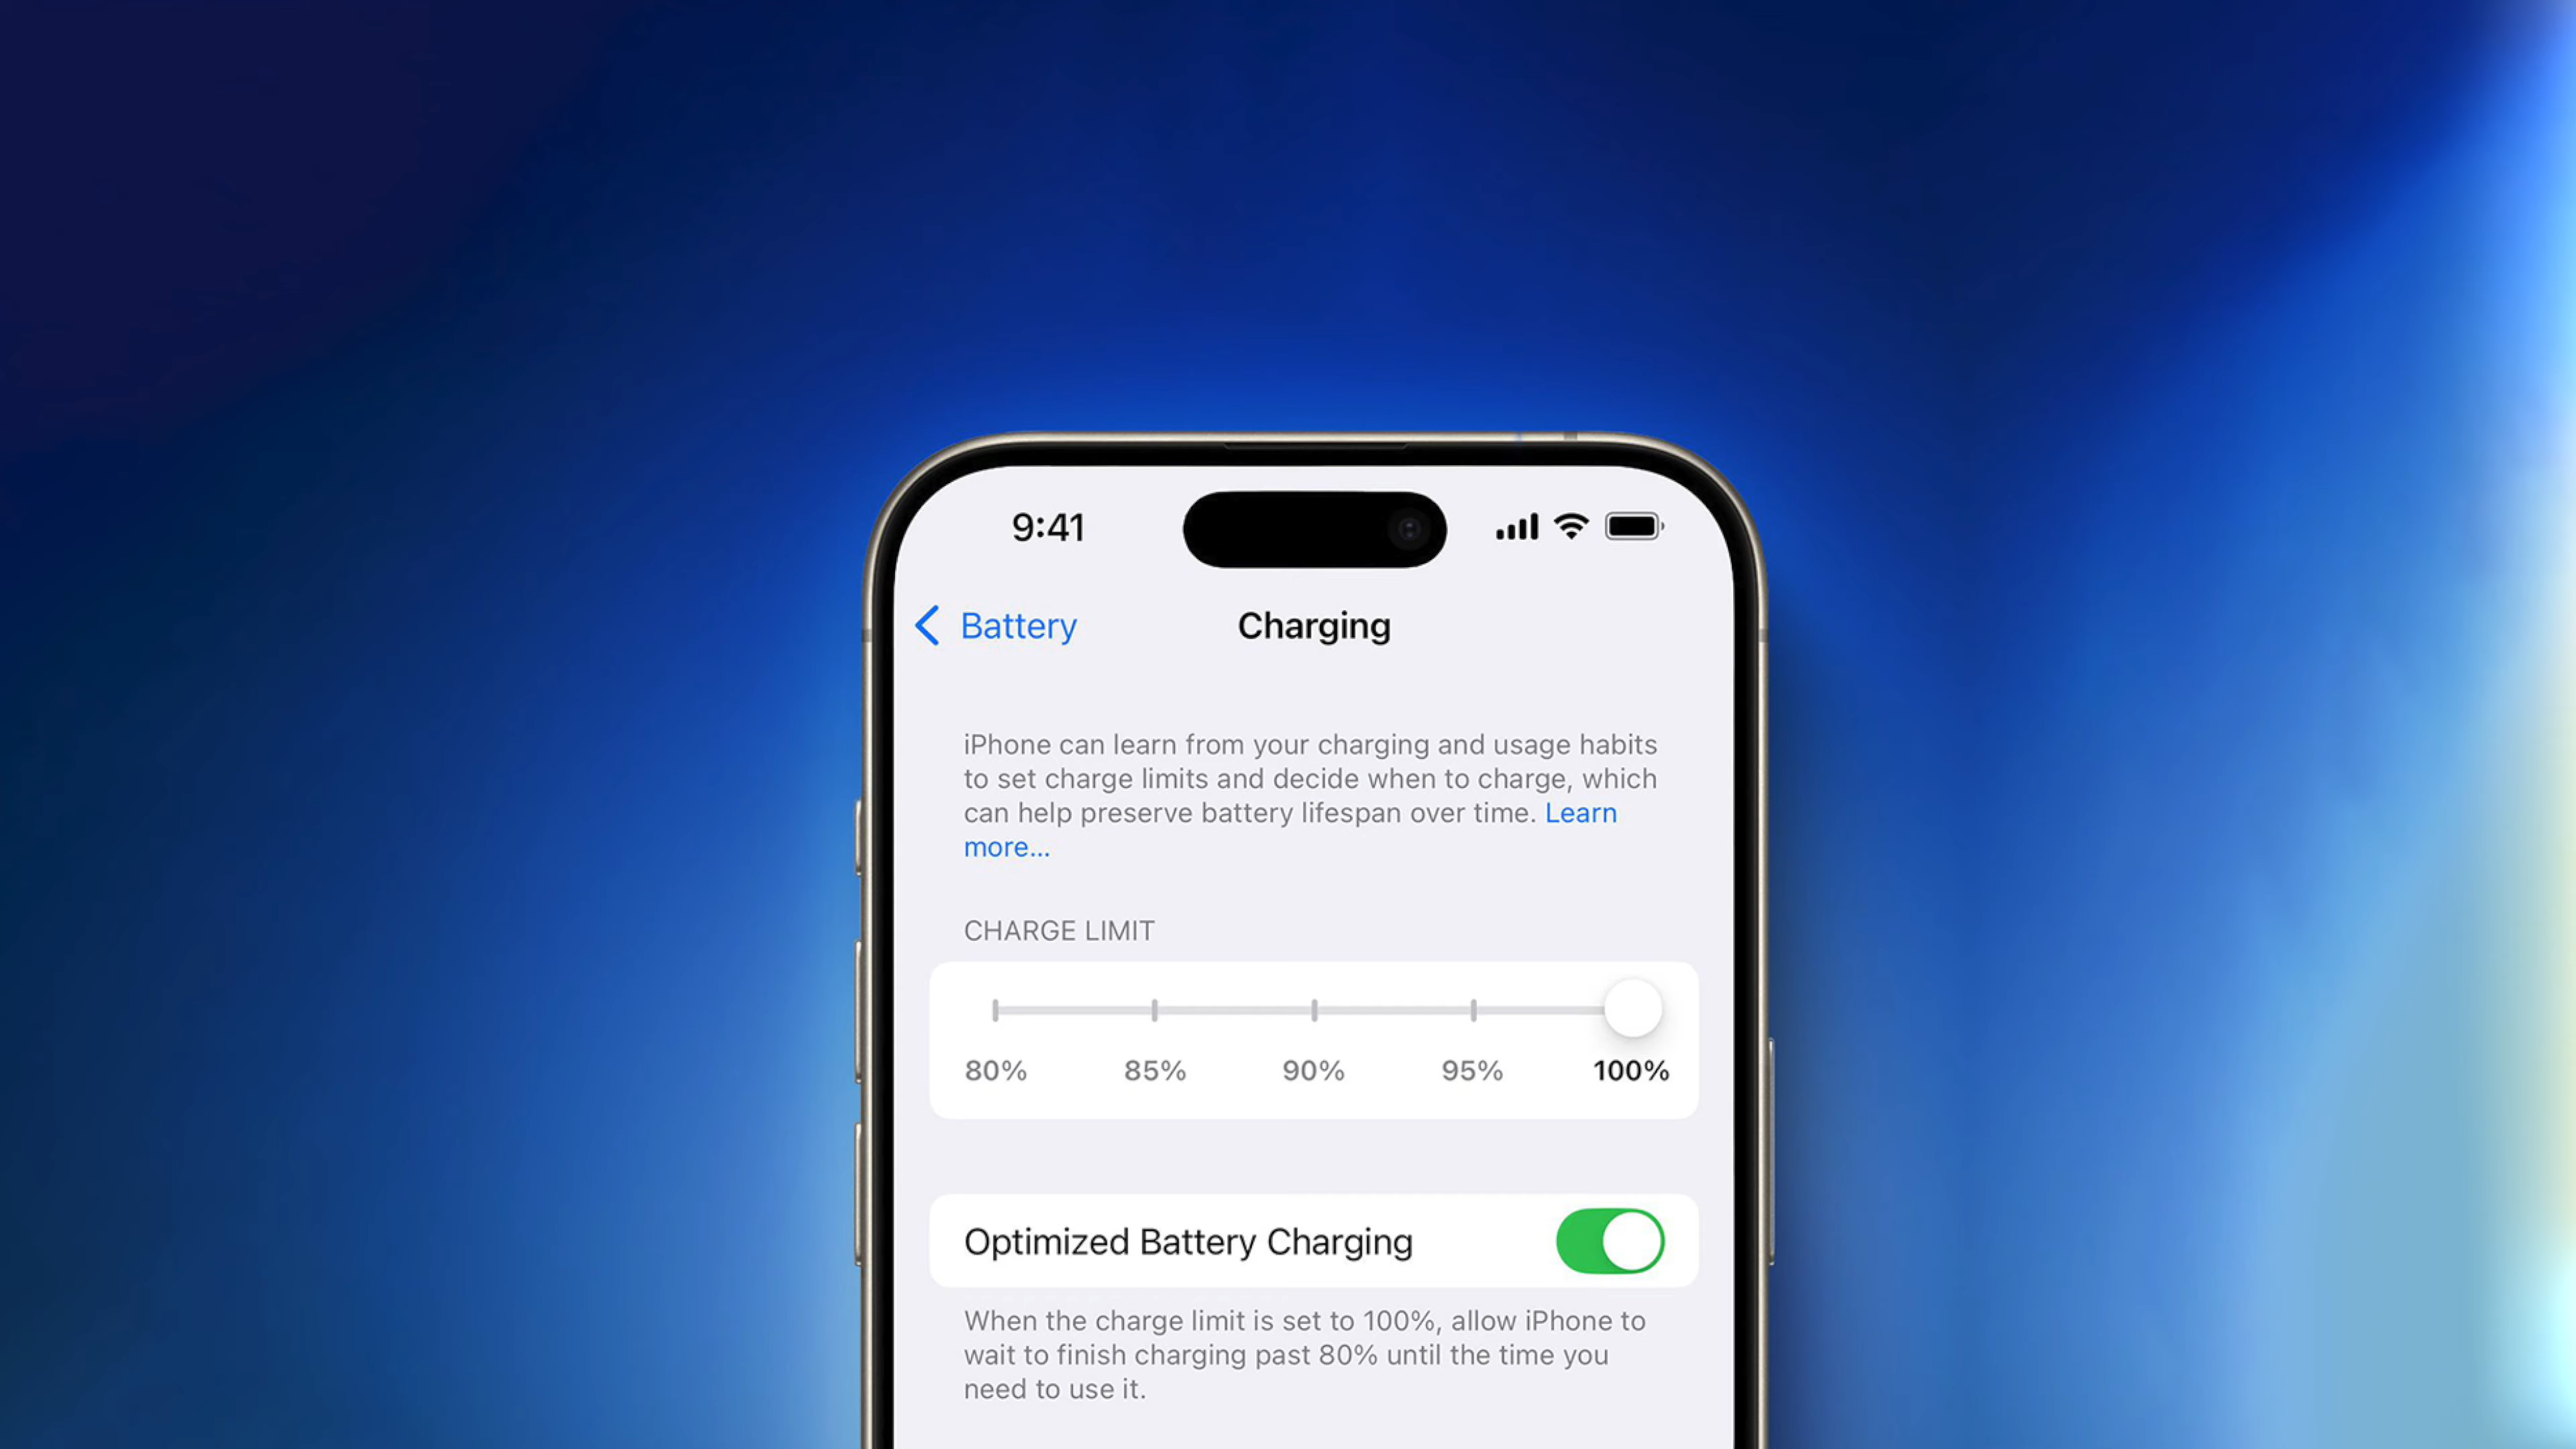 9:41
Battery
Charging
iPhone can learn from your charging and usage habits
to set charge limits and decide when to charge, which
can help preserve battery lifespan over time. Learn
more...
CHARGE LIMIT
80% 85% 90% 95% 100%
Optimized Battery Charging
When the charge limit is set to 100%, allow iPhone to
wait to finish charging past 80% until the time you
need to use it.